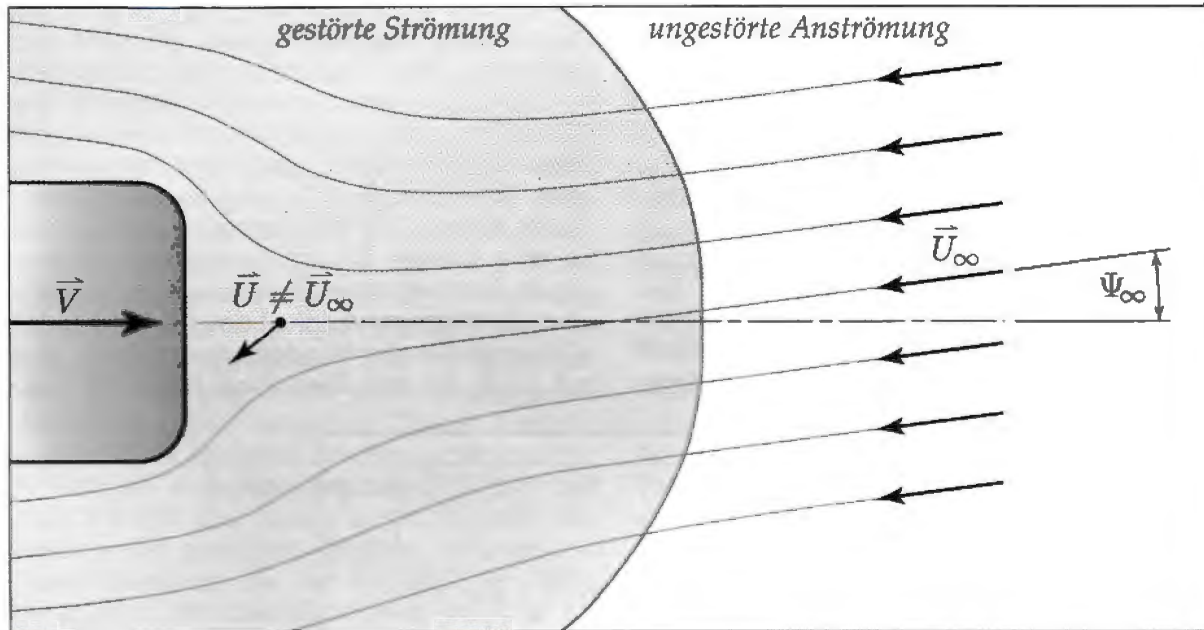 gestörte Strömung
ungestörte Anströmung
U⃗∞
Ψ∞
V⃗
U⃗ ≠ U⃗∞